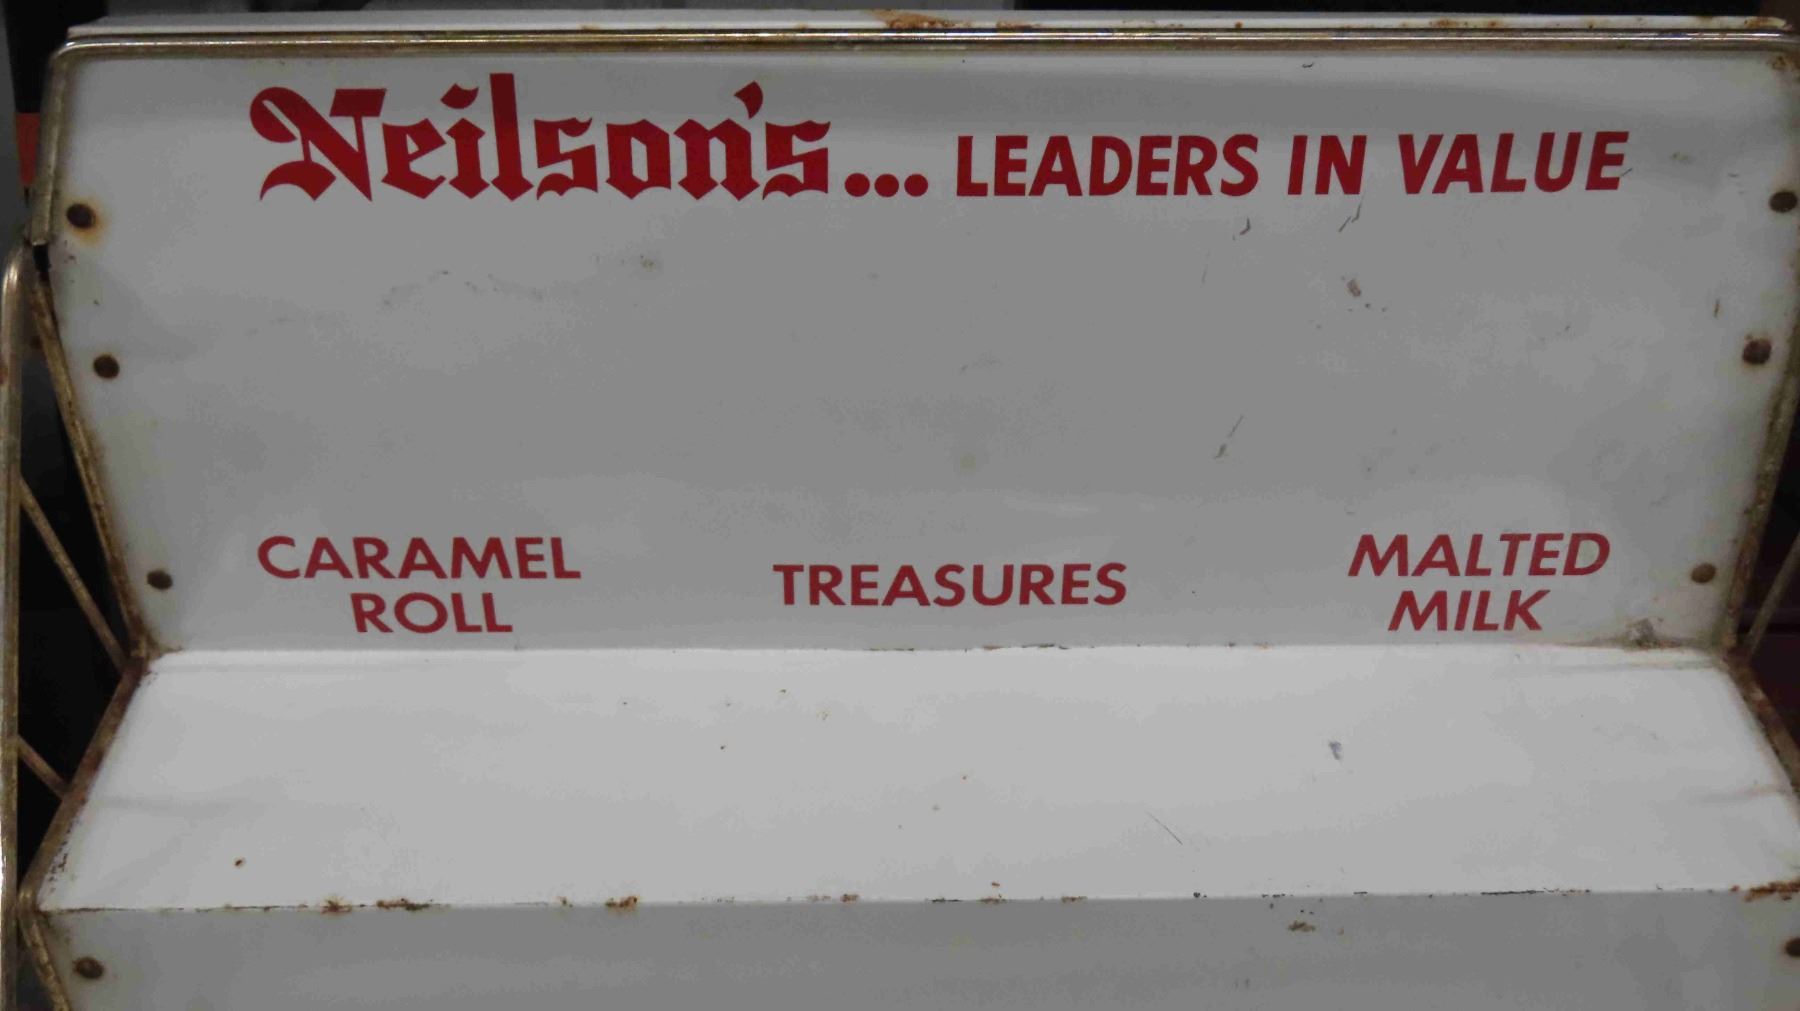 Neilson's... LEADERS IN VALUE
CARAMEL
ROLL
TREASURES
MALTED
MILK